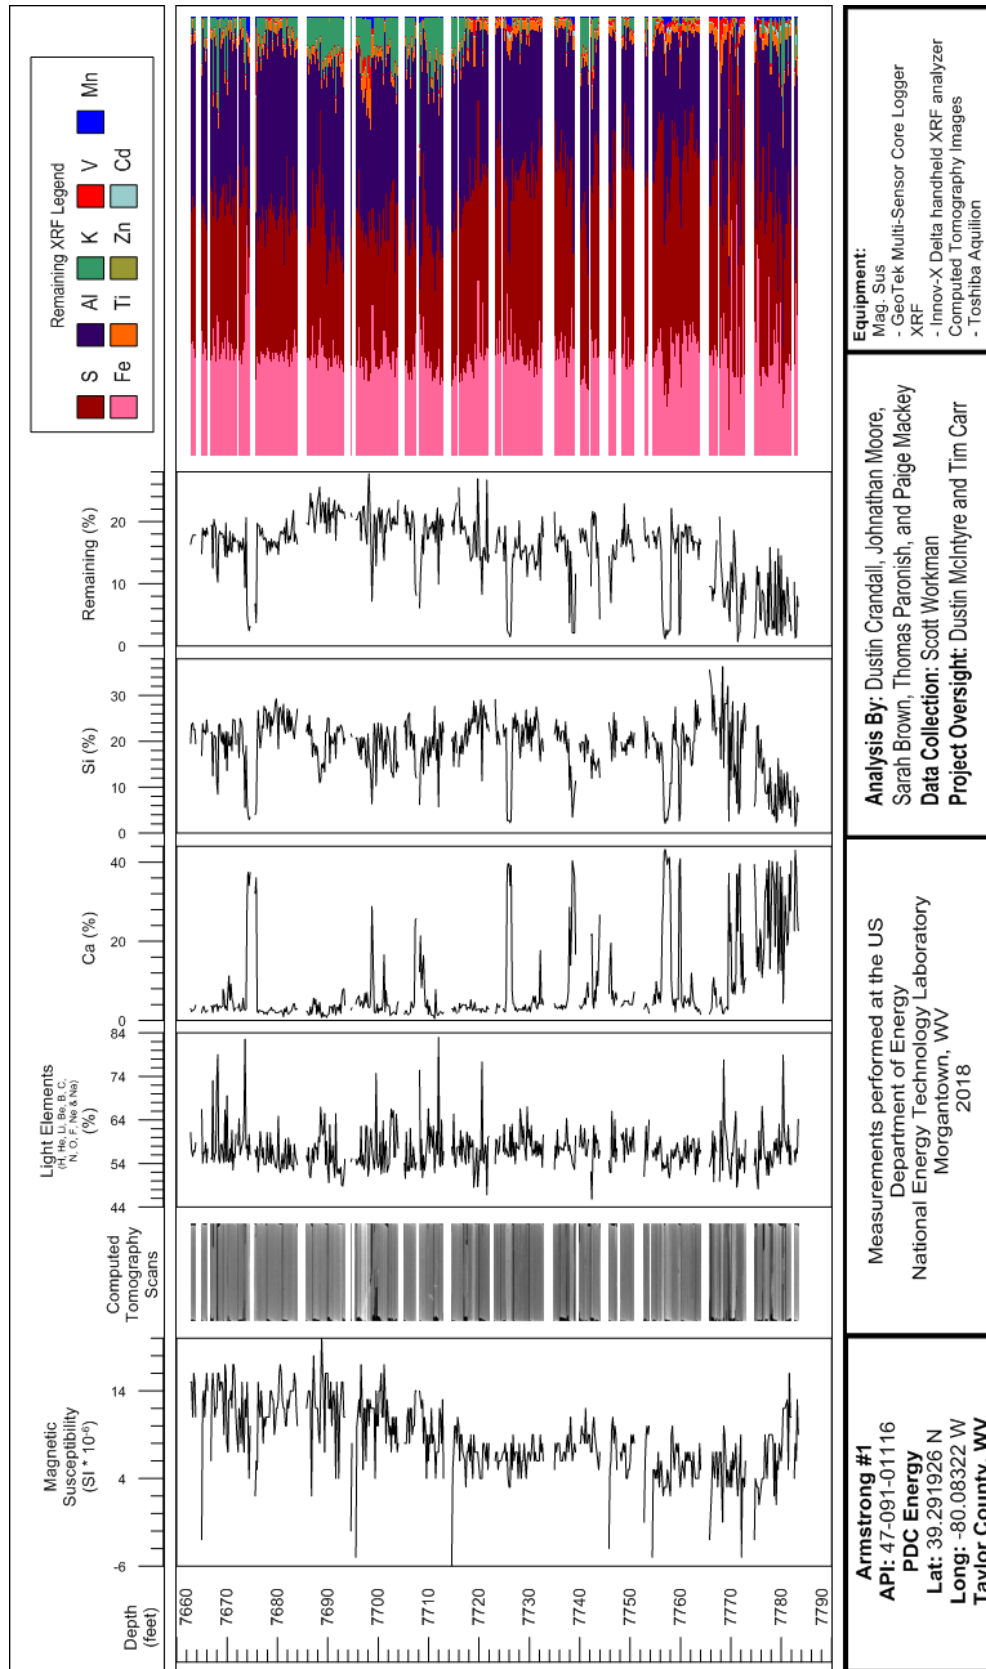 Depth
(feet)
7660
7670
7680
7690
7700
7710
7720
7730
7740
7750
7760
7770
7780
7790
Magnetic
Susceptibility
(SI * 10⁻⁶)
-6
4
14
Computed
Tomography
Scans
Light Elements
(H, He, Li, Be, B, C,
N, O, F, Ne & Na)
(%)
44
54
64
74
84
Ca (%)
0
20
40
Si (%)
0
10
20
30
Remaining (%)
0
10
20
Remaining XRF Legend
S Al K V Mn
Fe Ti Zn Cd
Armstrong #1
API: 47-091-01116
PDC Energy
Lat: 39.291926 N
Long: -80.08322 W
Taylor County, WV
Measurements performed at the US
Department of Energy
National Energy Technology Laboratory
Morgantown, WV
2018
Analysis By: Dustin Crandall, Johnathan Moore,
Sarah Brown, Thomas Paronish, and Paige Mackey
Data Collection: Scott Workman
Project Oversight: Dustin McIntyre and Tim Carr
Equipment:
Mag. Sus
- GeoTek Multi-Sensor Core Logger
XRF
- Innov-X Delta handheld XRF analyzer
Computed Tomography Images
- Toshiba Aquilion